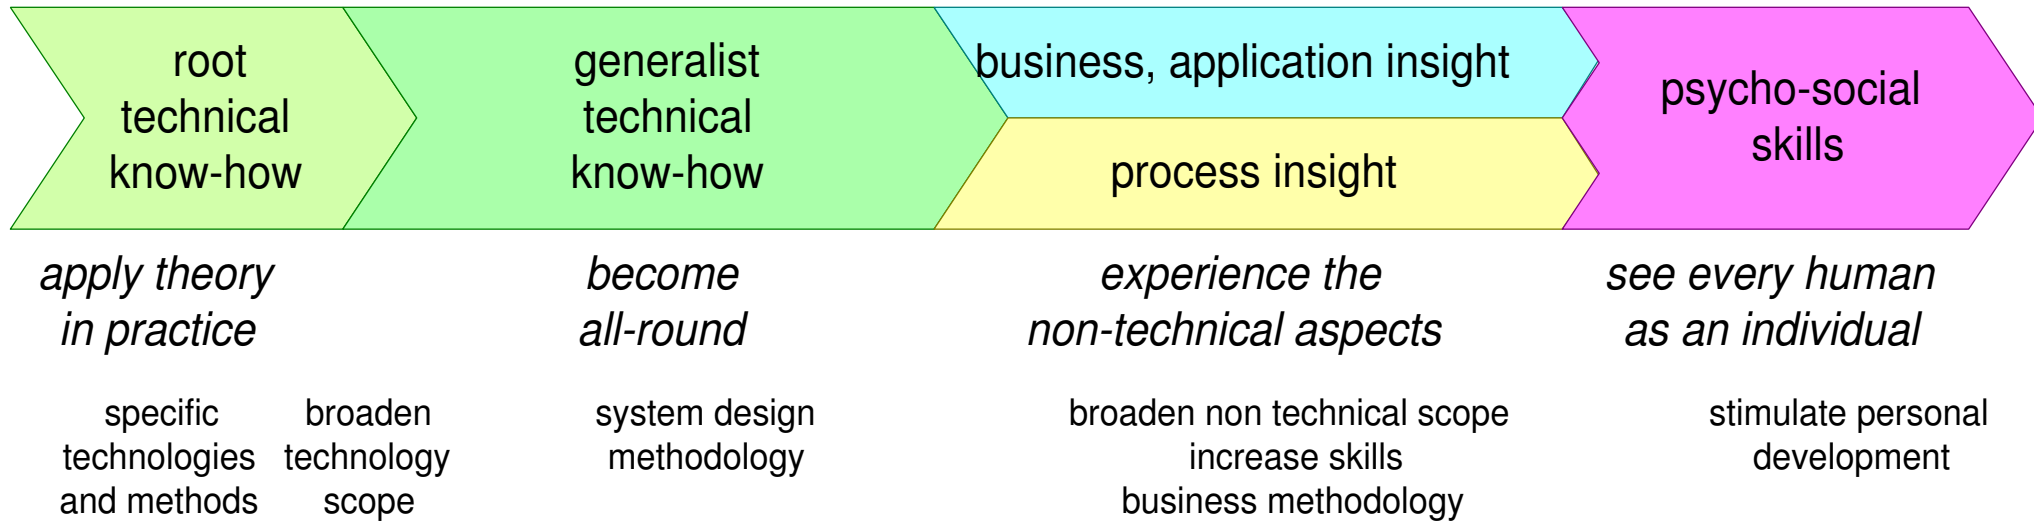 root
technical
know-how
generalist
technical
know-how
business, application insight
process insight
psycho-social
skills
apply theory
in practice
become
all-round
experience the
non-technical aspects
see every human
as an individual
specific
technologies
and methods
broaden
technology
scope
system design
methodology
broaden non technical scope
increase skills
business methodology
stimulate personal
development